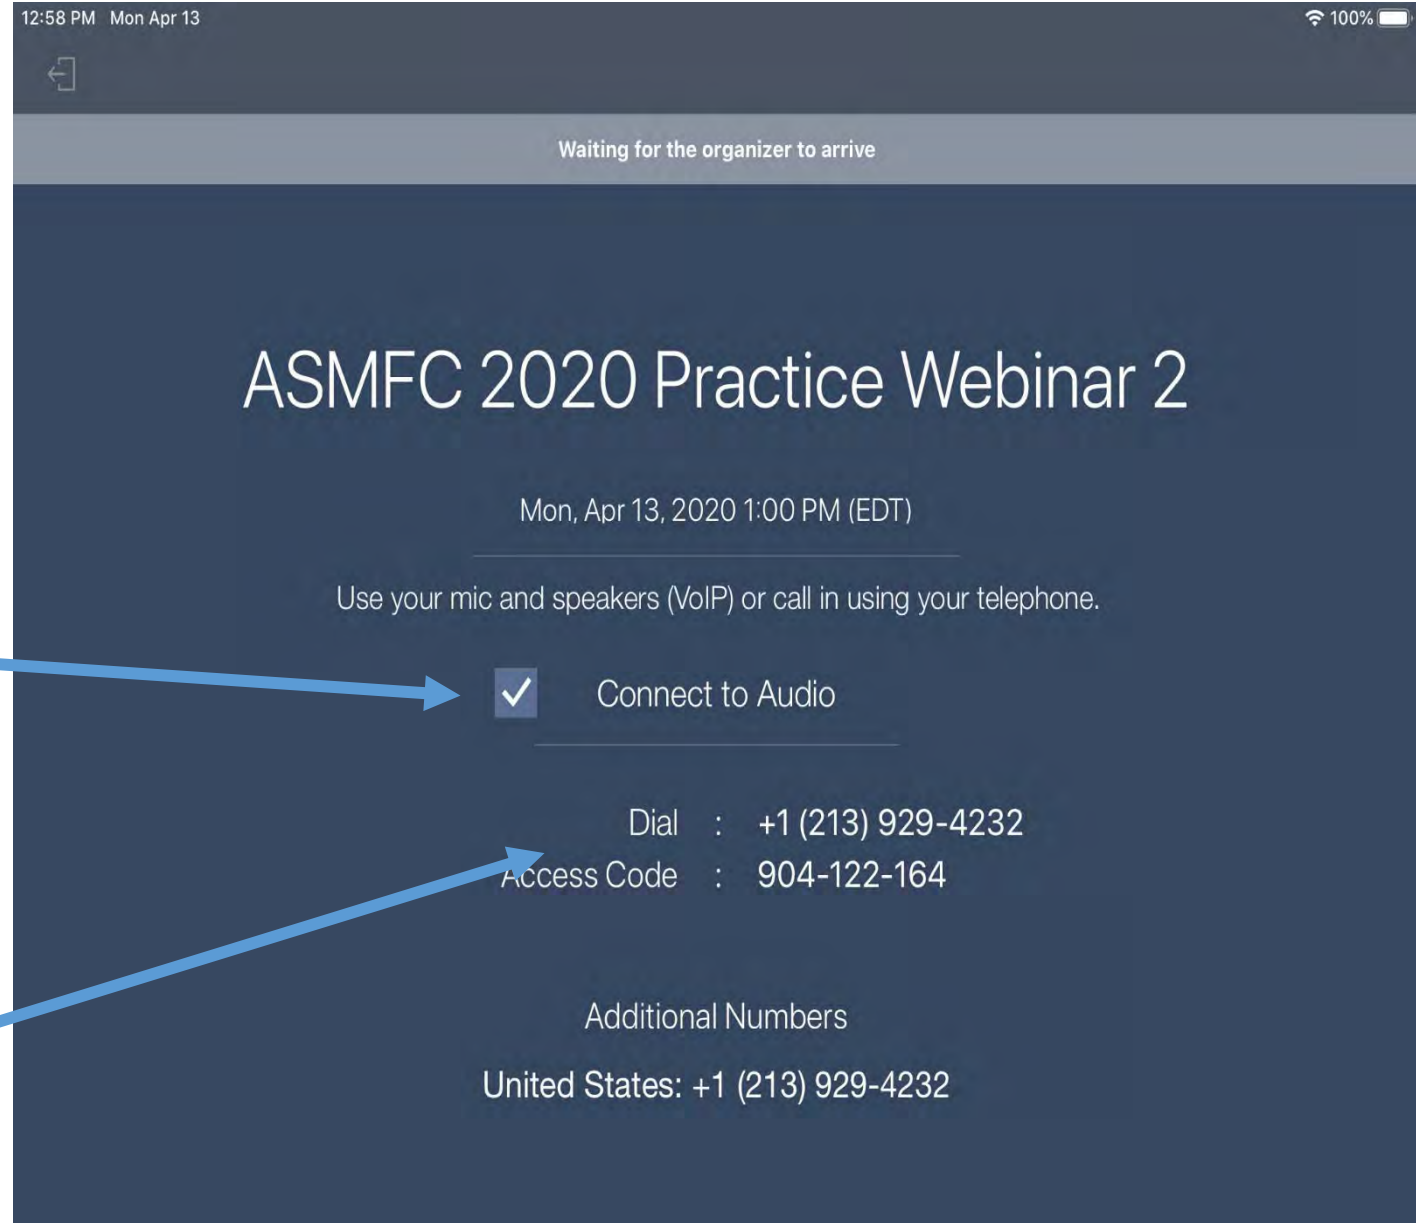 12:58 PM Mon Apr 13
100%
Waiting for the organizer to arrive
ASMFC 2020 Practice Webinar 2
Mon, Apr 13, 2020 1:00 PM (EDT)
Use your mic and speakers (VoIP) or call in using your telephone.
Connect to Audio
Dial : +1 (213) 929-4232
Access Code : 904-122-164
Additional Numbers
United States: +1 (213) 929-4232